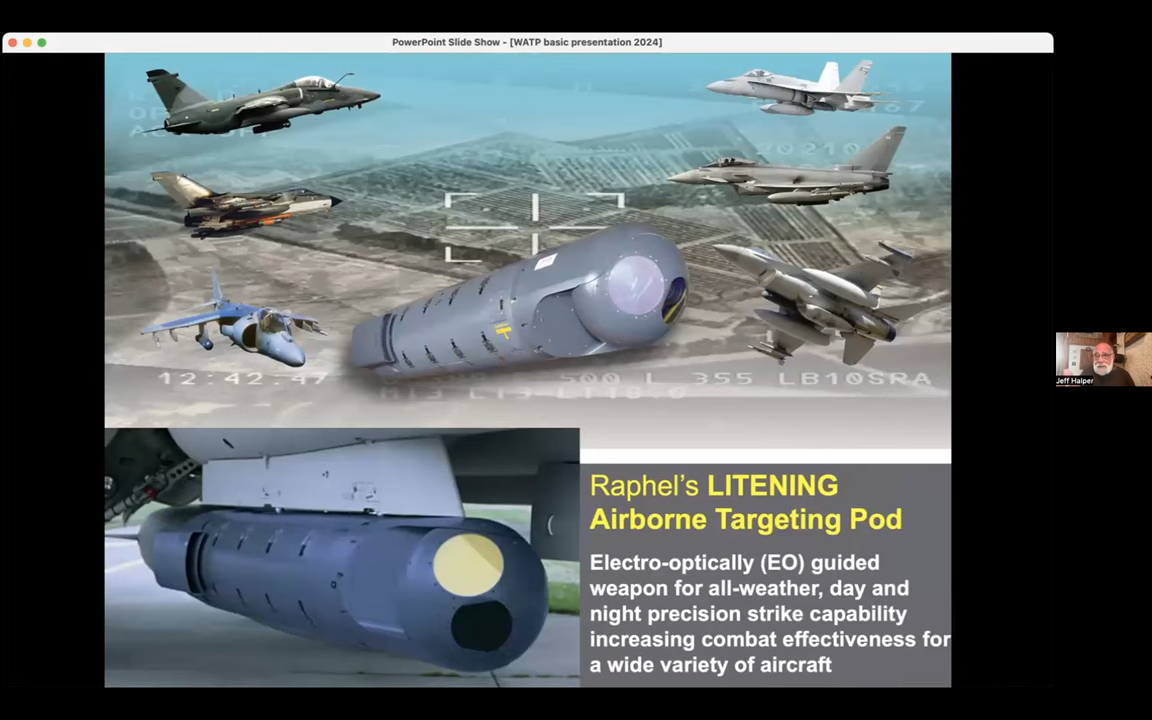 PowerPoint Slide Show - [WATP basic presentation 2024]
12:42:47
500 L 355 LB10SRA
Jeff Halper
Raphel's LITENING
Airborne Targeting Pod
Electro-optically (EO) guided
weapon for all-weather, day and
night precision strike capability
increasing combat effectiveness for
a wide variety of aircraft